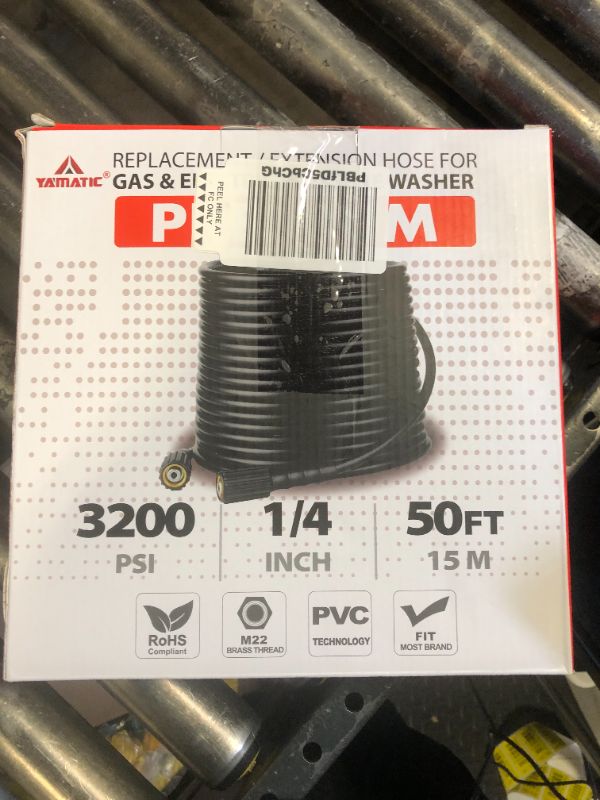 YAMATIC®
REPLACEMENT / EXTENSION HOSE FOR
GAS & WASHER
PBLfD5CbChG
PEEL HERE AT
FC ONLY
3200
PSI
1/4
INCH
50FT
15 M
RoHS
Compliant
M22
BRASS THREAD
PVC
TECHNOLOGY
FIT
MOST BRAND